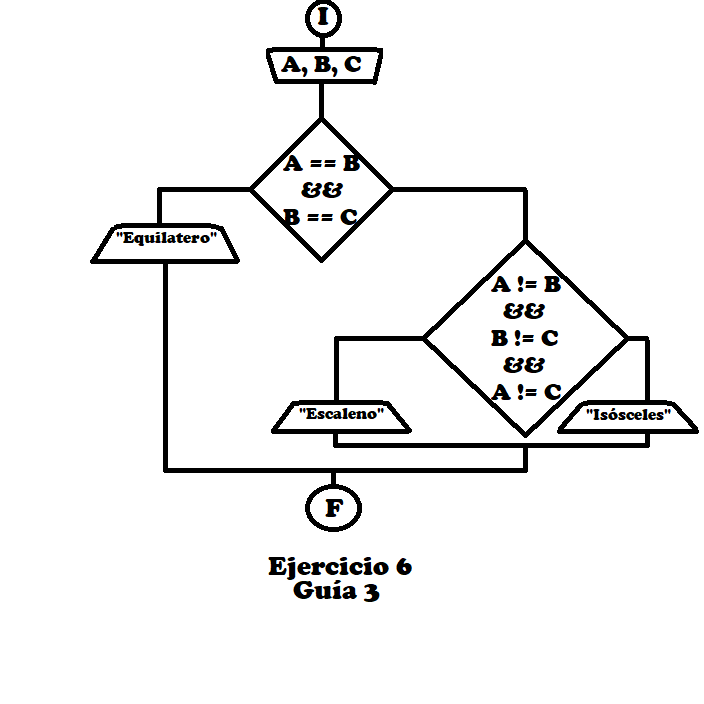 I
A, B, C
A == B
&&
B == C
"Equilatero"
A != B
&&
B != C
&&
A != C
"Escaleno"
"Isósceles"
F
Ejercicio 6
Guía 3